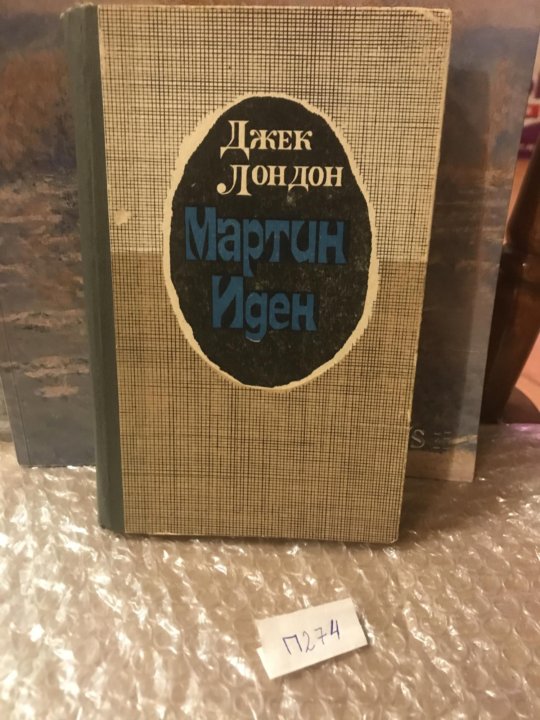 Джек
Лондон
Мартин
Иден
П274